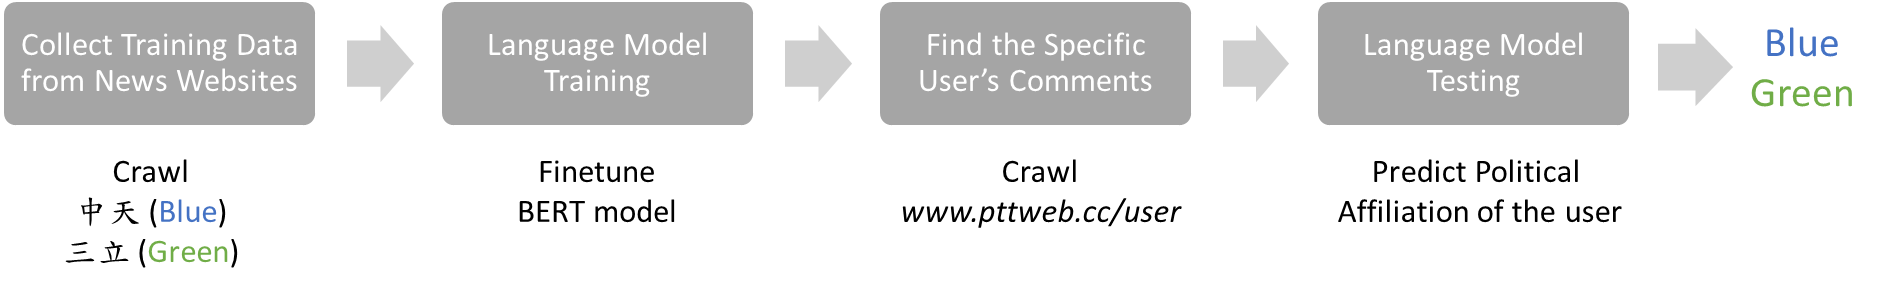 Collect Training Data
from News Websites
Language Model
Training
Find the Specific
User's Comments
Language Model
Testing
Blue
Green
Crawl
中天 (Blue)
三立 (Green)
Finetune
BERT model
Crawl
www.pttweb.cc/user
Predict Political
Affiliation of the user